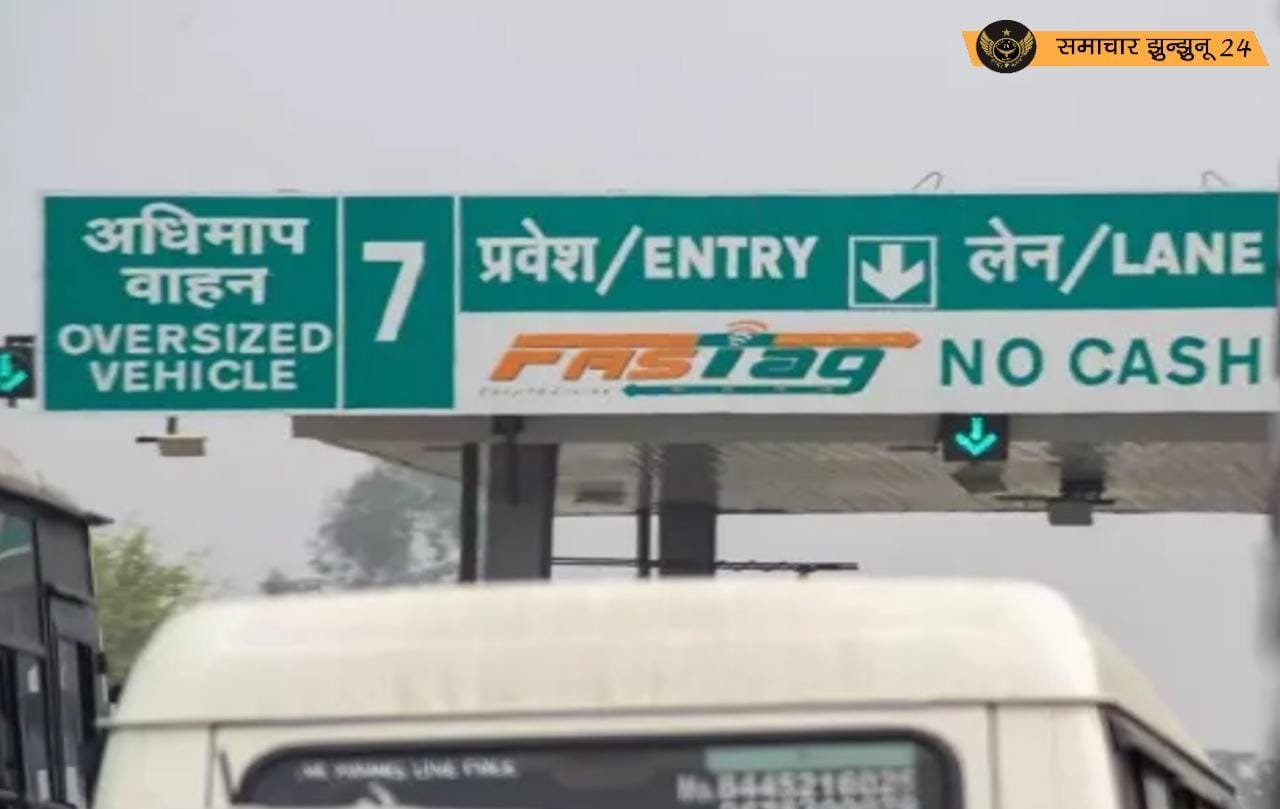 समाचार झुन्झुनू 24
अधिमाप
वाहन
OVERSIZED
VEHICLE
7
प्रवेश/ENTRY
लेन/LANE
FASTag
NO CASH